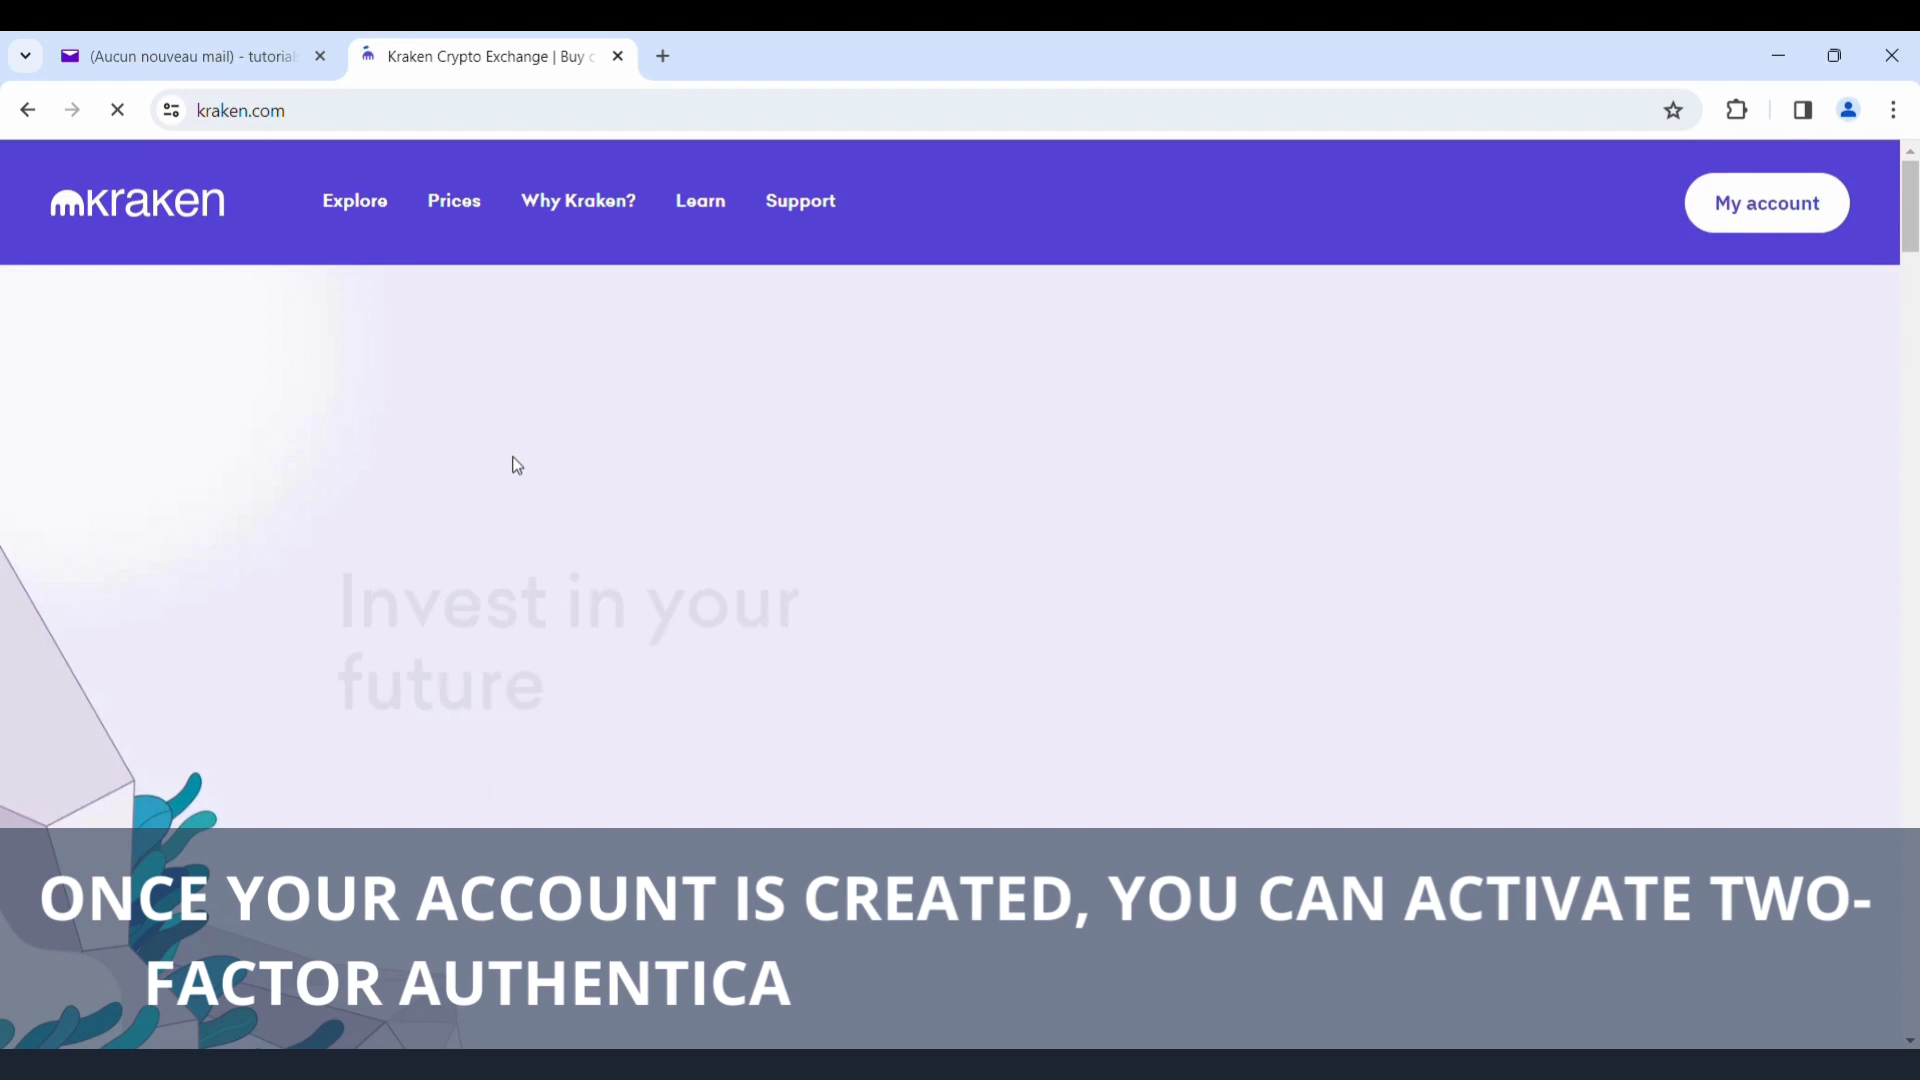 (Aucun nouveau mail) - tutorial
Kraken Crypto Exchange | Buy c
kraken.com
kraken
Explore
Prices
Why Kraken?
Learn
Support
My account
Invest in your
future
ONCE YOUR ACCOUNT IS CREATED, YOU CAN ACTIVATE TWO-
FACTOR AUTHENTICA